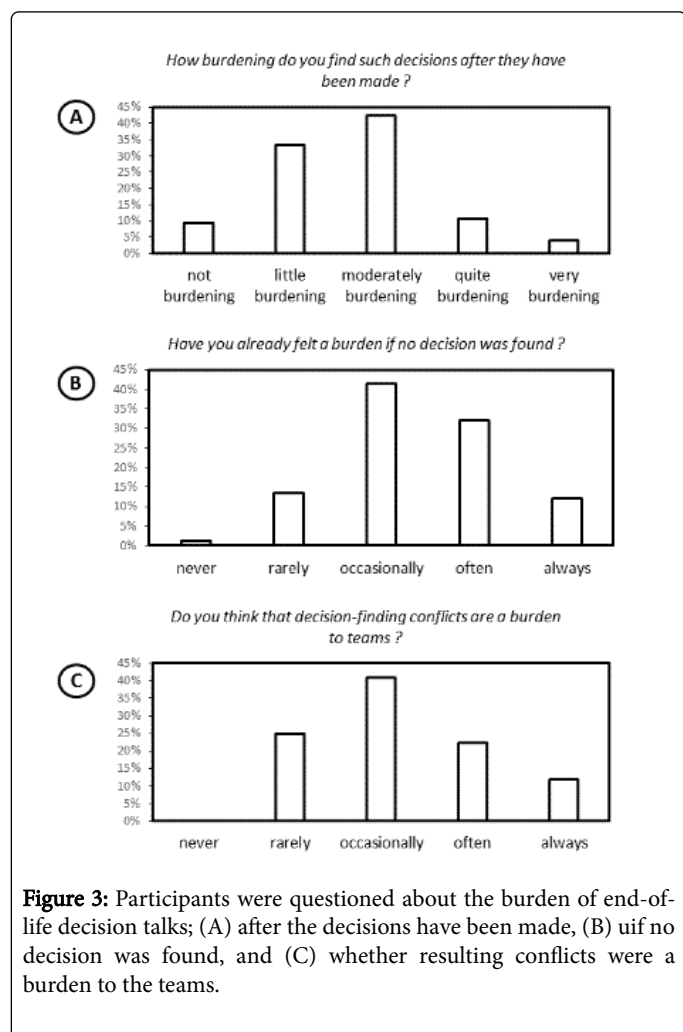 How burdening do you find such decisions after they have
been made ?
A
45%
40%
35%
30%
25%
20%
15%
10%
5%
0%
not
burdening
little
burdening
moderately
burdening
quite
burdening
very
burdening
Have you already felt a burden if no decision was found ?
B
45%
40%
35%
30%
25%
20%
15%
10%
5%
0%
never rarely occasionally often always
Do you think that decision-finding conflicts are a burden
to teams ?
C
45%
40%
35%
30%
25%
20%
15%
10%
5%
0%
never rarely occasionally often always
Figure 3: Participants were questioned about the burden of end-of-
life decision talks; (A) after the decisions have been made, (B) uif no
decision was found, and (C) whether resulting conflicts were a
burden to the teams.